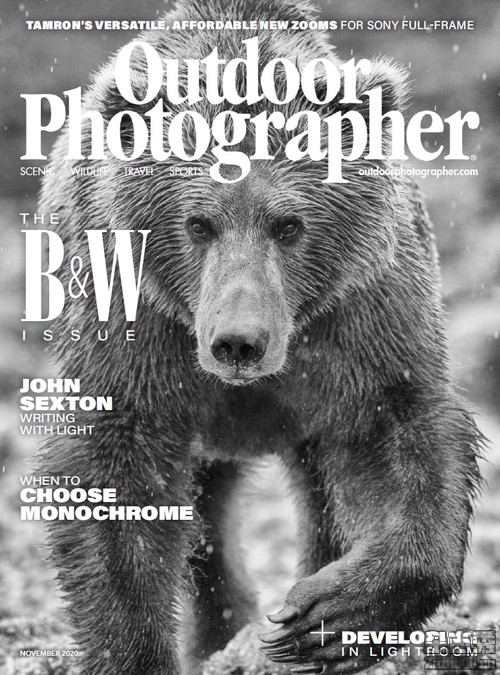 TAMRON'S VERSATILE, AFFORDABLE NEW ZOOMS FOR SONY FULL-FRAME
Outdoor
Photographer®
SCENIC WILDLIFE TRAVEL SPORTS outdoorphotographer.com
THE
B&W
ISSUE
JOHN
SEXTON
WRITING
WITH LIGHT
WHEN TO
CHOOSE
MONOCHROME
+ DEVELOPING
IN LIGHTROOM
NOVEMBER 2020